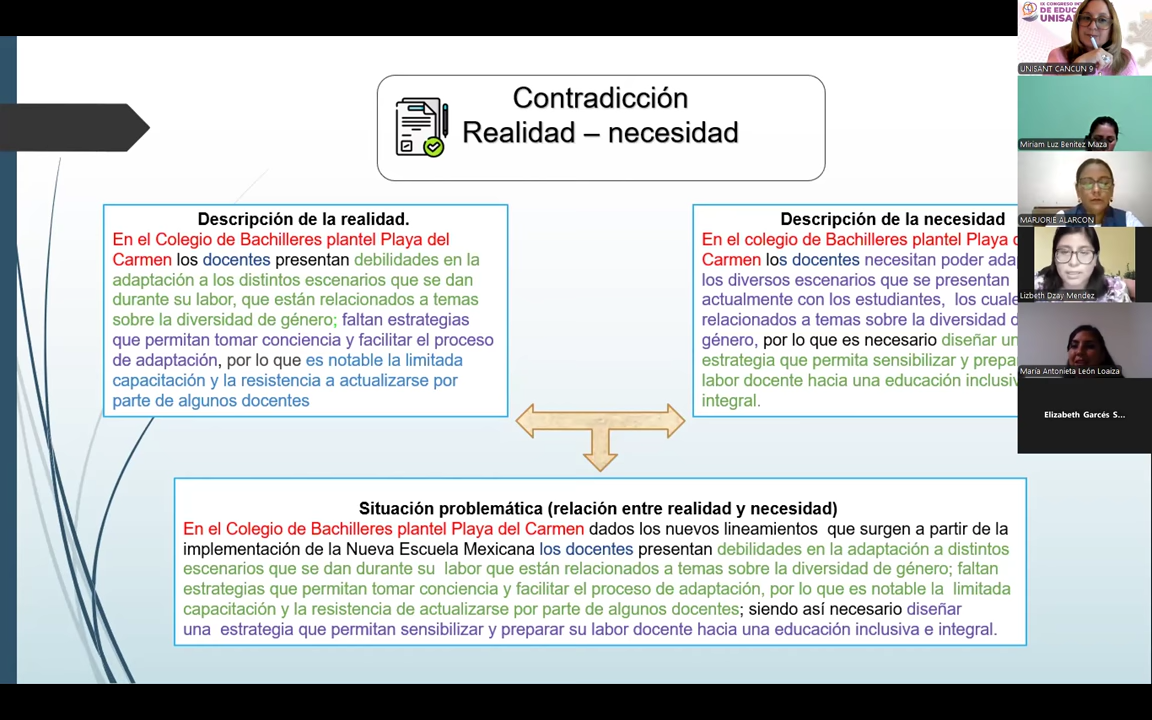 Contradicción
Realidad – necesidad
Descripción de la realidad.
En el Colegio de Bachilleres plantel Playa del
Carmen los docentes presentan debilidades en la
adaptación a los distintos escenarios que se dan
durante su labor, que están relacionados a temas
sobre la diversidad de género; faltan estrategias
que permitan tomar conciencia y facilitar el proceso
de adaptación, por lo que es notable la limitada
capacitación y la resistencia a actualizarse por
parte de algunos docentes
Descripción de la necesidad
En el colegio de Bachilleres plantel Playa
Carmen los docentes necesitan poder
los diversos escenarios que se presentan
actualmente con los estudiantes, los
relacionados a temas sobre la diversidad
género, por lo que es necesario diseñar
estrategia que permita sensibilizar y
labor docente hacia una educación
integral.
Situación problemática (relación entre realidad y necesidad)
En el Colegio de Bachilleres plantel Playa del Carmen dados los nuevos lineamientos que surgen a partir de la
implementación de la Nueva Escuela Mexicana los docentes presentan debilidades en la adaptación a distintos
escenarios que se dan durante su labor que están relacionados a temas sobre la diversidad de género; faltan
estrategias que permitan tomar conciencia y facilitar el proceso de adaptación, por lo que es notable la limitada
capacitación y la resistencia de actualizarse por parte de algunos docentes; siendo así necesario diseñar
una estrategia que permitan sensibilizar y preparar su labor docente hacia una educación inclusiva e integral.
IX CONGRESO
DE EDUC
UNISA
UNISANT CANCUN 9
Miriam Luz Benítez Maza
MARJORIE ALARCON
Lizbeth Dzay Mendez
María Antonieta León Loaiza
Elizabeth Garcés S...